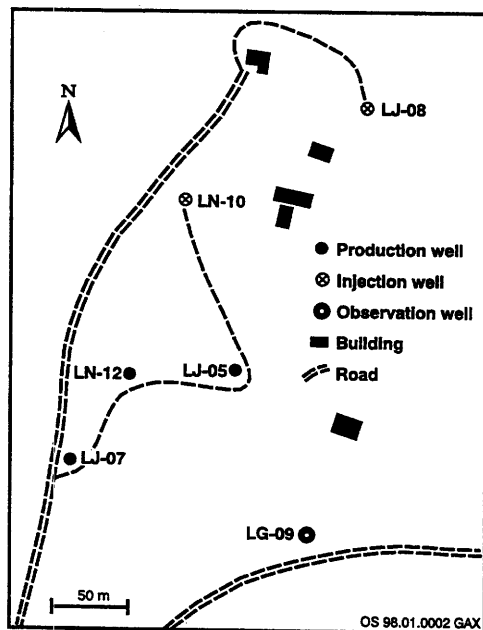 N
LJ-08
LN-10
Production well
Injection well
Observation well
Building
Road
LN-12
LJ-05
LJ-07
LG-09
50 m
OS 98.01.0002 GAX